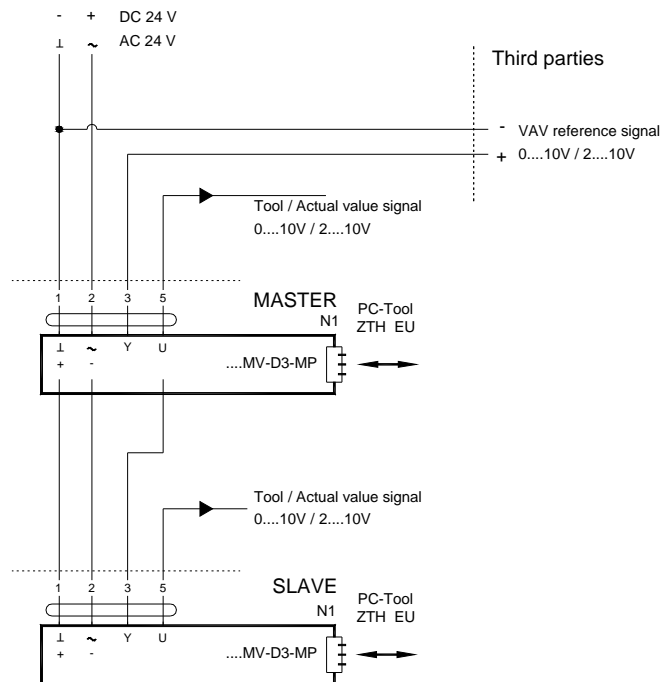 - + DC 24 V
⊥ ~ AC 24 V
Third parties
- VAV reference signal
+ 0....10V / 2....10V
Tool / Actual value signal
0....10V / 2....10V
1 2 3 5
MASTER
N1
PC-Tool
ZTH EU
⊥ ~ Y U
+ -
....MV-D3-MP
Tool / Actual value signal
0....10V / 2....10V
1 2 3 5
SLAVE
N1
PC-Tool
ZTH EU
⊥ ~ Y U
+ -
....MV-D3-MP